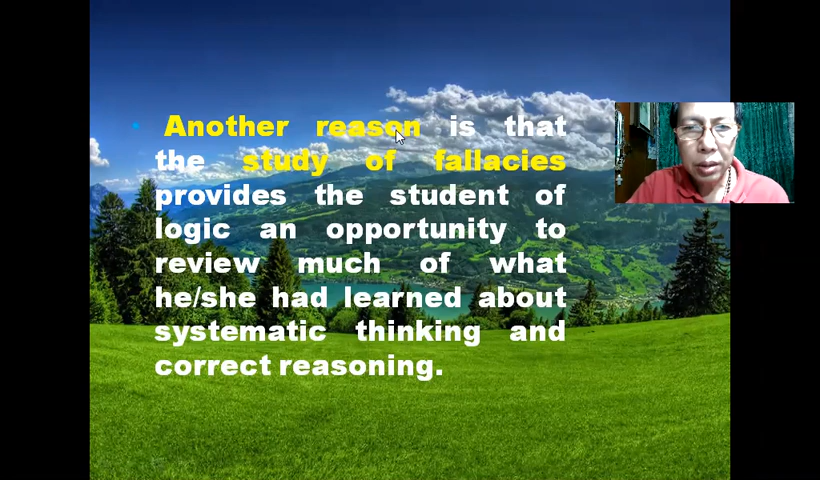 Another reason is that
the study of fallacies
provides the student of
logic an opportunity to
review much of what
he/she had learned about
systematic thinking and
correct reasoning.